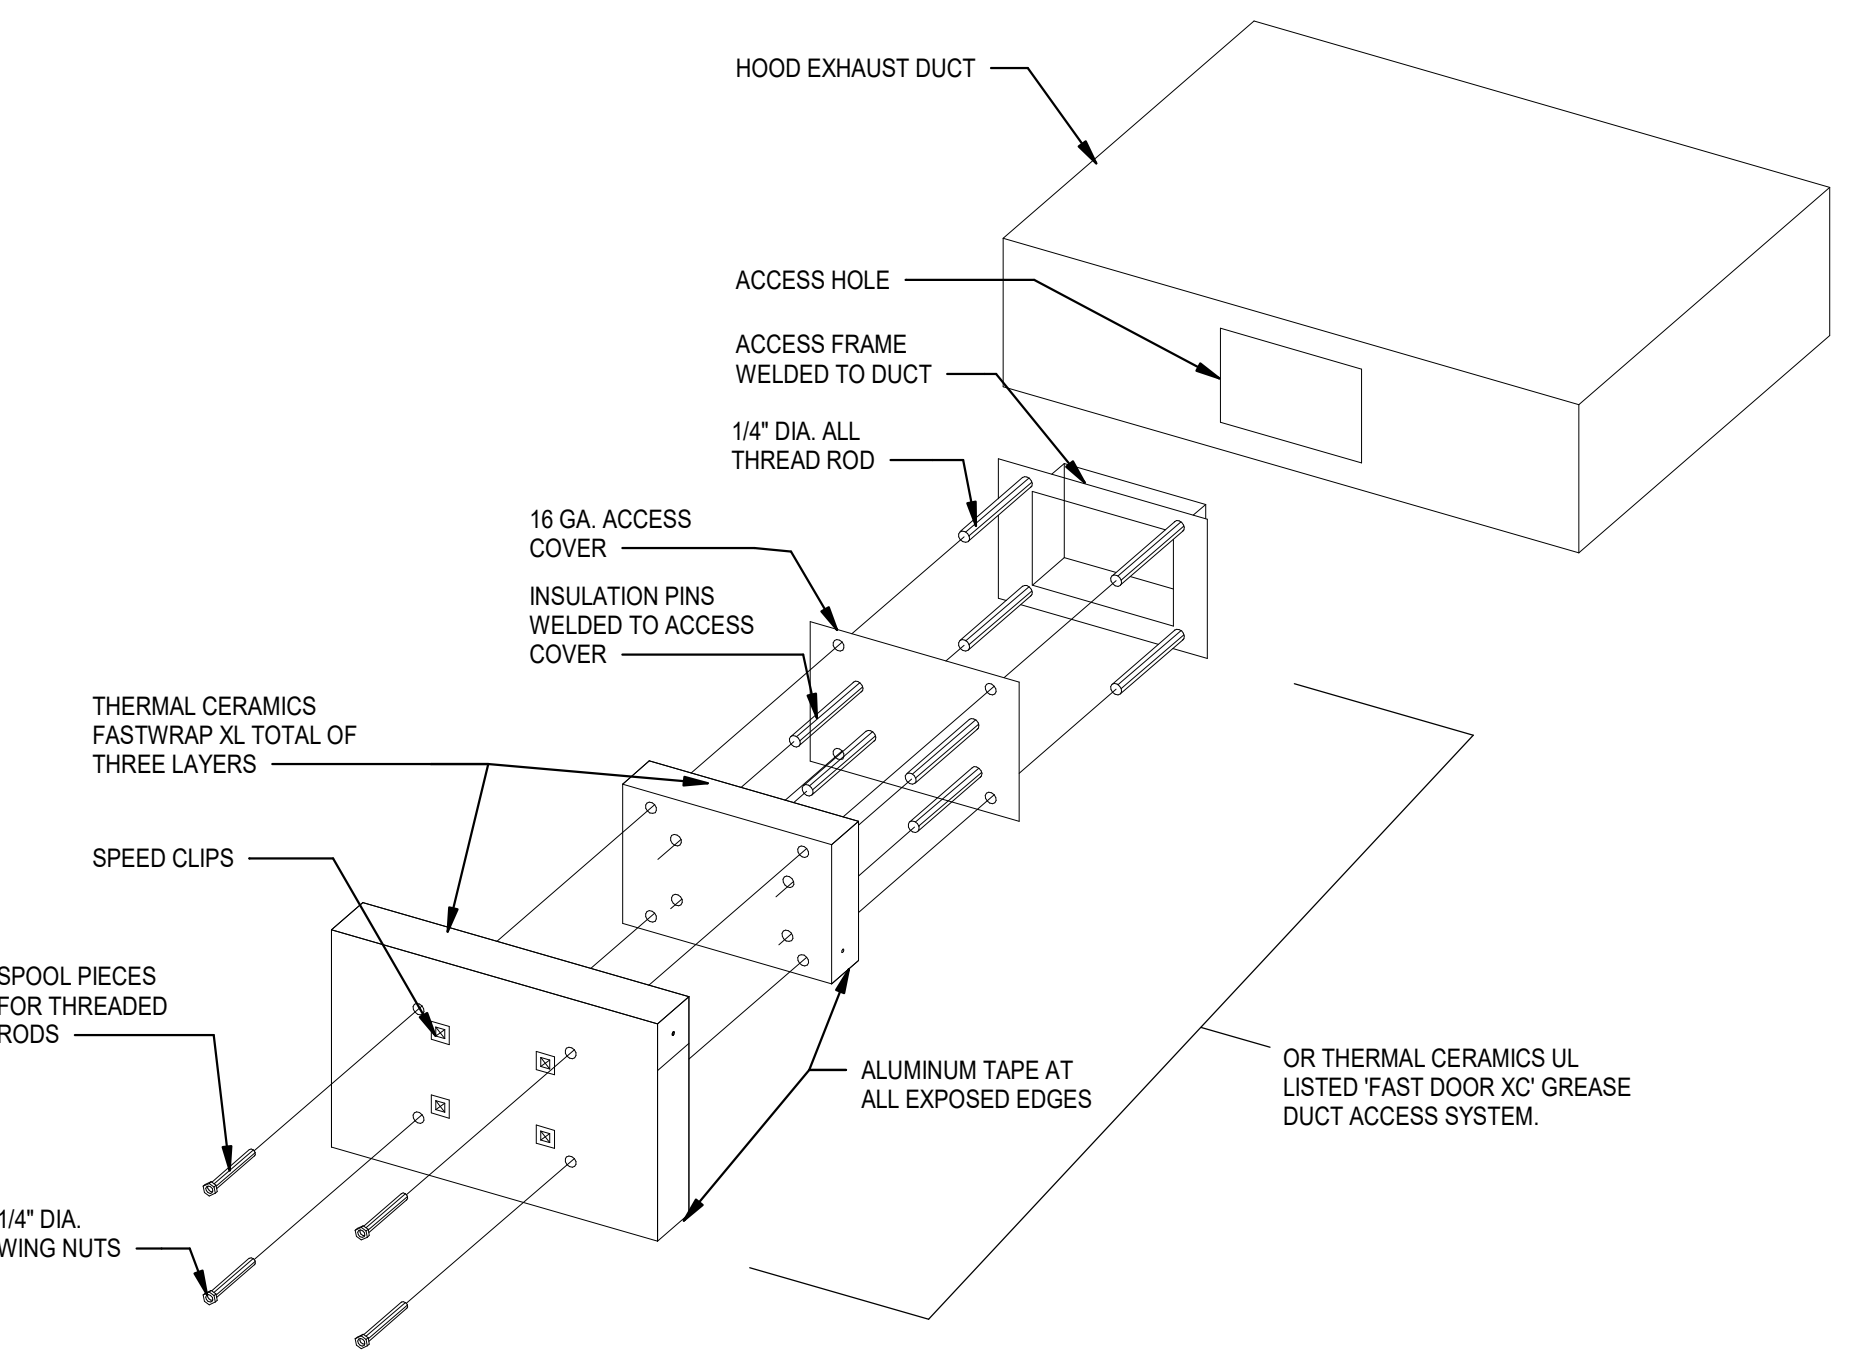 HOOD EXHAUST DUCT
ACCESS HOLE
ACCESS FRAME
WELDED TO DUCT
1/4" DIA. ALL
THREAD ROD
16 GA. ACCESS
COVER
INSULATION PINS
WELDED TO ACCESS
COVER
THERMAL CERAMICS
FASTWRAP XL TOTAL OF
THREE LAYERS
SPEED CLIPS
SPOOL PIECES
FOR THREADED
RODS
1/4" DIA.
WING NUTS
ALUMINUM TAPE AT
ALL EXPOSED EDGES
OR THERMAL CERAMICS UL
LISTED 'FAST DOOR XC' GREASE
DUCT ACCESS SYSTEM.